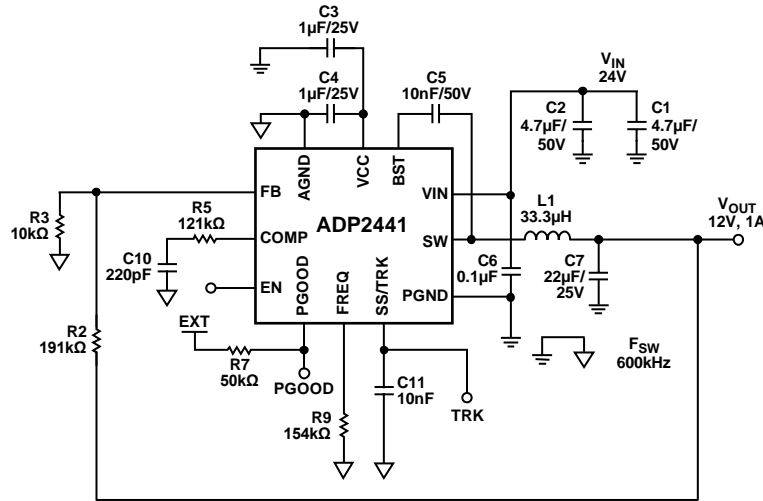 C3
1µF/25V
C4
1µF/25V
C5
10nF/50V
VIN
24V
C2
4.7µF/
50V
C1
4.7µF/
50V
AGND
VCC
BST
FB
VIN
ADP2441
R3
10kΩ
R5
121kΩ
COMP
SW
L1
33.3µH
VOUT
12V, 1A
C10
220pF
EN
PGOOD
FREQ
SS/TRK
PGND
C6
0.1µF
C7
22µF/
25V
R2
191kΩ
EXT
R7
50kΩ
PGOOD
C11
10nF
TRK
FSW
600kHz
R9
154kΩ